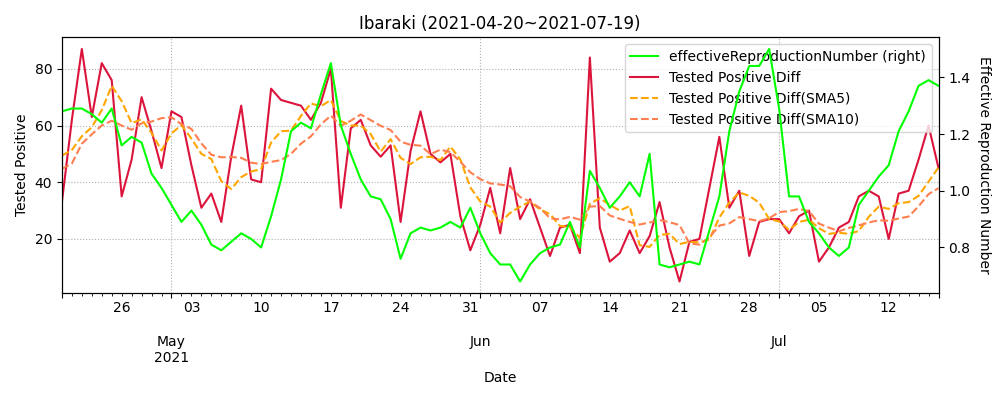 Ibaraki (2021-04-20~2021-07-19)
effectiveReproductionNumber (right)
Tested Positive Diff
Tested Positive Diff(SMA5)
Tested Positive Diff(SMA10)
Tested Positive
80
60
40
20
1.4
1.2
1.0
0.8
Effective Reproduction Number
26 03 10 17 24 31 07 14 21 28 05 12
May Jun Jul
2021
Date